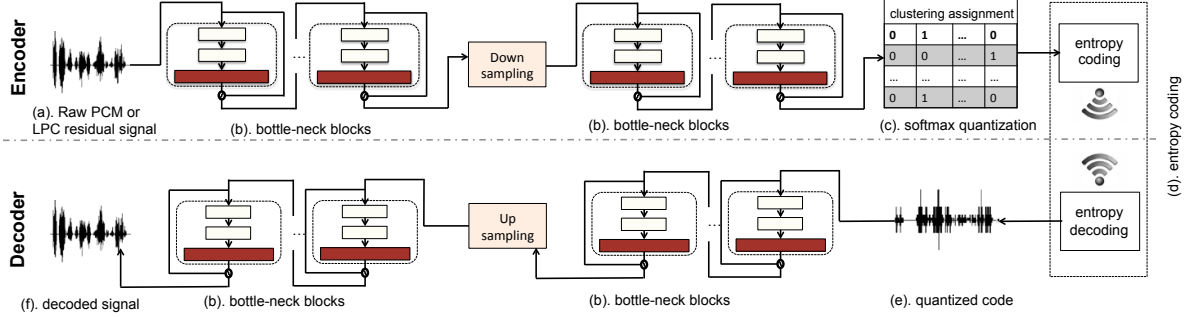 Encoder
(a). Raw PCM or
LPC residual signal
...
(b). bottle-neck blocks
Down
sampling
...
(b). bottle-neck blocks
clustering assignment
0 1 ... 0
0 0 ... 1
... ... ... ...
0 1 ... 0
(c). softmax quantization
entropy
coding
(d). entropy coding
Decoder
(f). decoded signal
...
(b). bottle-neck blocks
Up
sampling
...
(b). bottle-neck blocks
(e). quantized code
entropy
decoding